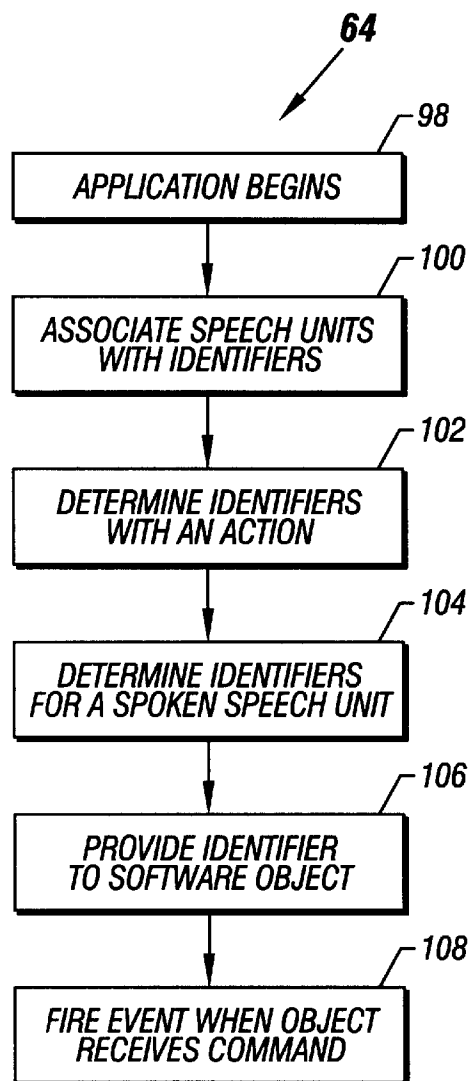 64
98
APPLICATION BEGINS
100
ASSOCIATE SPEECH UNITS
WITH IDENTIFIERS
102
DETERMINE IDENTIFIERS
WITH AN ACTION
104
DETERMINE IDENTIFIERS
FOR A SPOKEN SPEECH UNIT
106
PROVIDE IDENTIFIER
TO SOFTWARE OBJECT
108
FIRE EVENT WHEN OBJECT
RECEIVES COMMAND